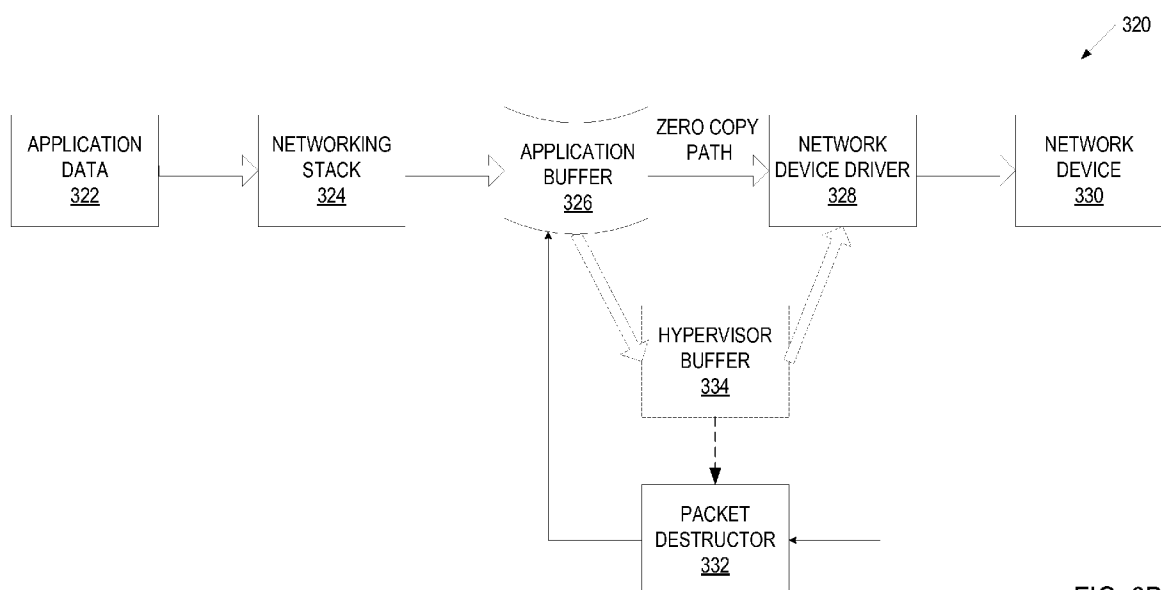 320
APPLICATION
DATA
322
NETWORKING
STACK
324
APPLICATION
BUFFER
326
ZERO COPY
PATH
NETWORK
DEVICE DRIVER
328
NETWORK
DEVICE
330
HYPERVISOR
BUFFER
334
PACKET
DESTRUCTOR
332